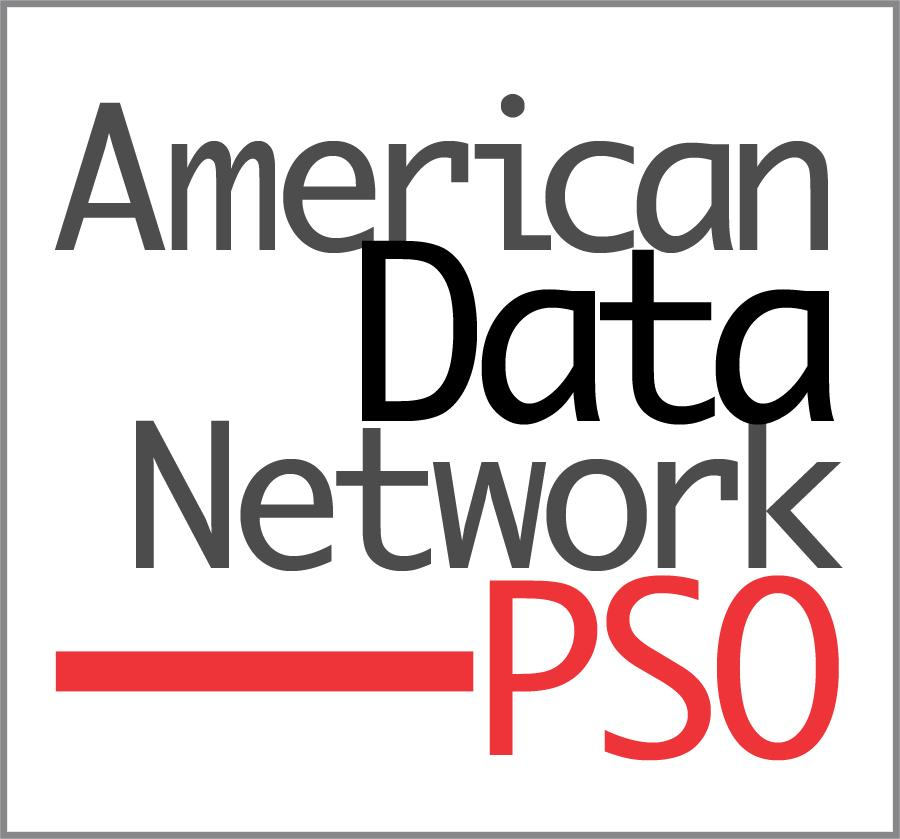 American
Data
Network
PSO